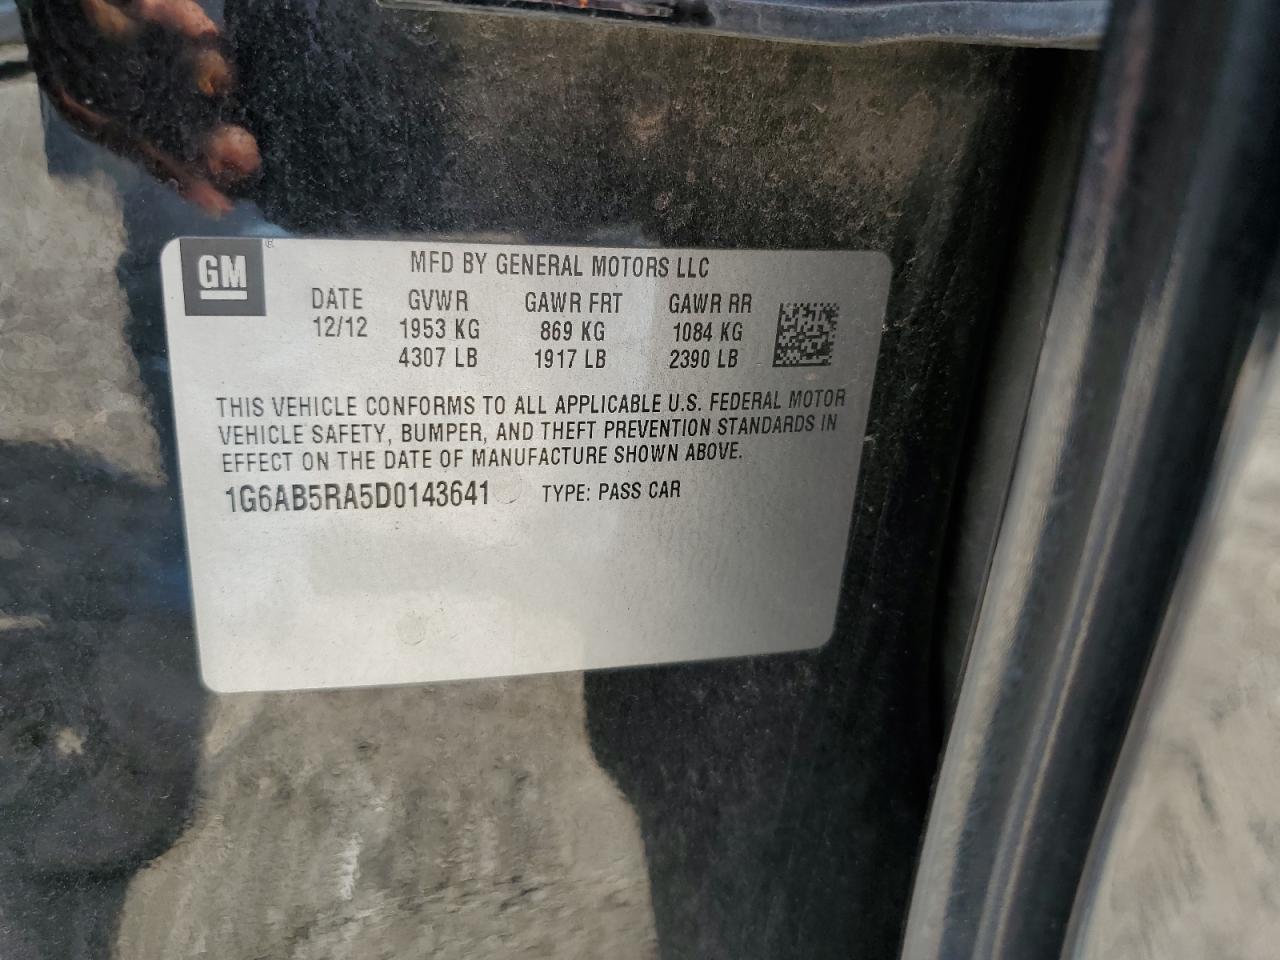 GM ®
MFD BY GENERAL MOTORS LLC
DATE GVWR GAWR FRT GAWR RR
12/12 1953 KG 869 KG 1084 KG
4307 LB 1917 LB 2390 LB
THIS VEHICLE CONFORMS TO ALL APPLICABLE U.S. FEDERAL MOTOR
VEHICLE SAFETY, BUMPER, AND THEFT PREVENTION STANDARDS IN
EFFECT ON THE DATE OF MANUFACTURE SHOWN ABOVE.
1G6AB5RA5D0143641 TYPE: PASS CAR